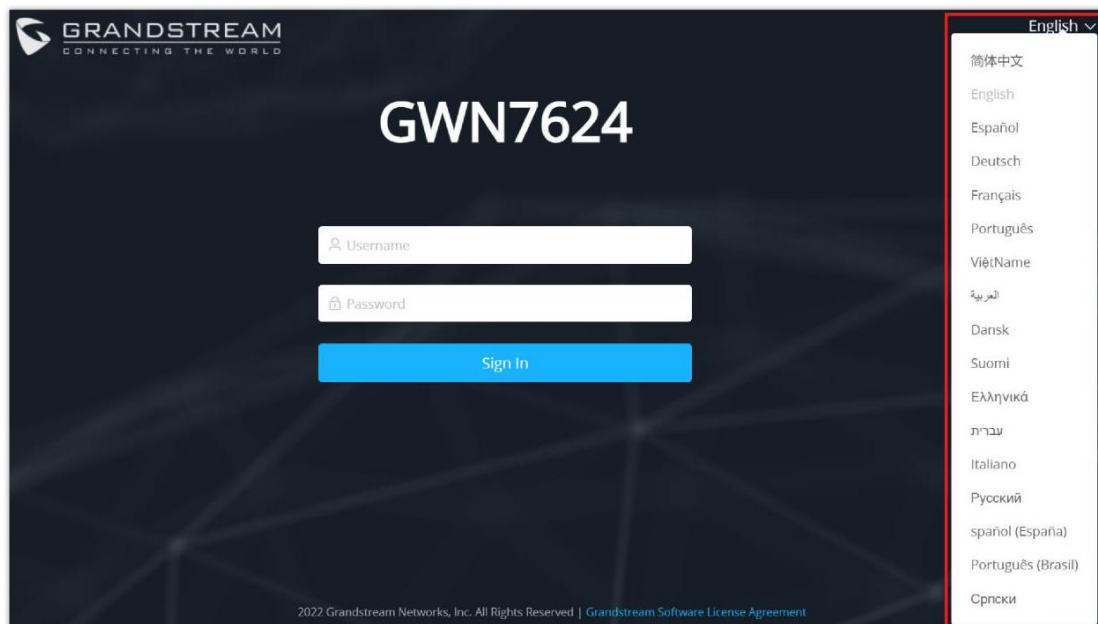 GRANDSTREAM
CONNECTING THE WORLD
English
GWN7624
Username
Password
Sign In
简体中文
English
Español
Deutsch
Français
Português
ViệtName
العربية
Dansk
Suomi
Ελληνικά
עברית
Italiano
Русский
spañol (España)
Português (Brasil)
Српски
2022 Grandstream Networks, Inc. All Rights Reserved | Grandstream Software License Agreement